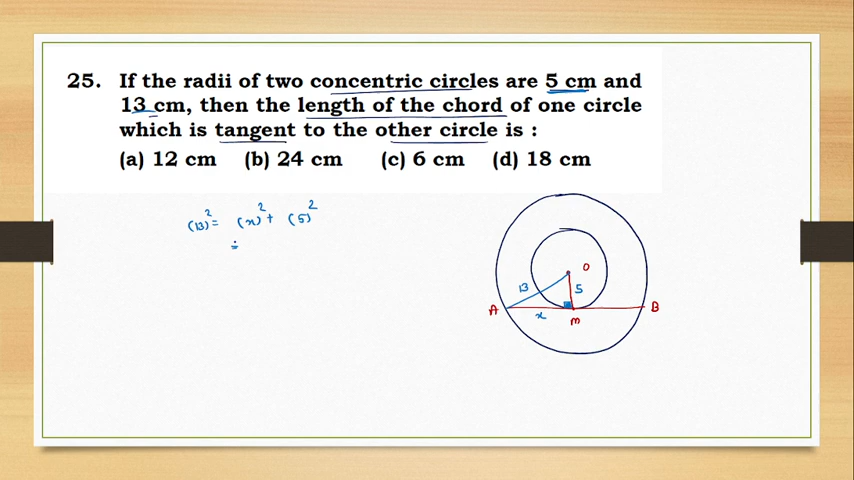 25. If the radii of two concentric circles are 5 cm and
13 cm, then the length of the chord of one circle
which is tangent to the other circle is :
(a) 12 cm (b) 24 cm (c) 6 cm (d) 18 cm
(13)² = (x)² + (5)²
=
O
13 5
A B
x M